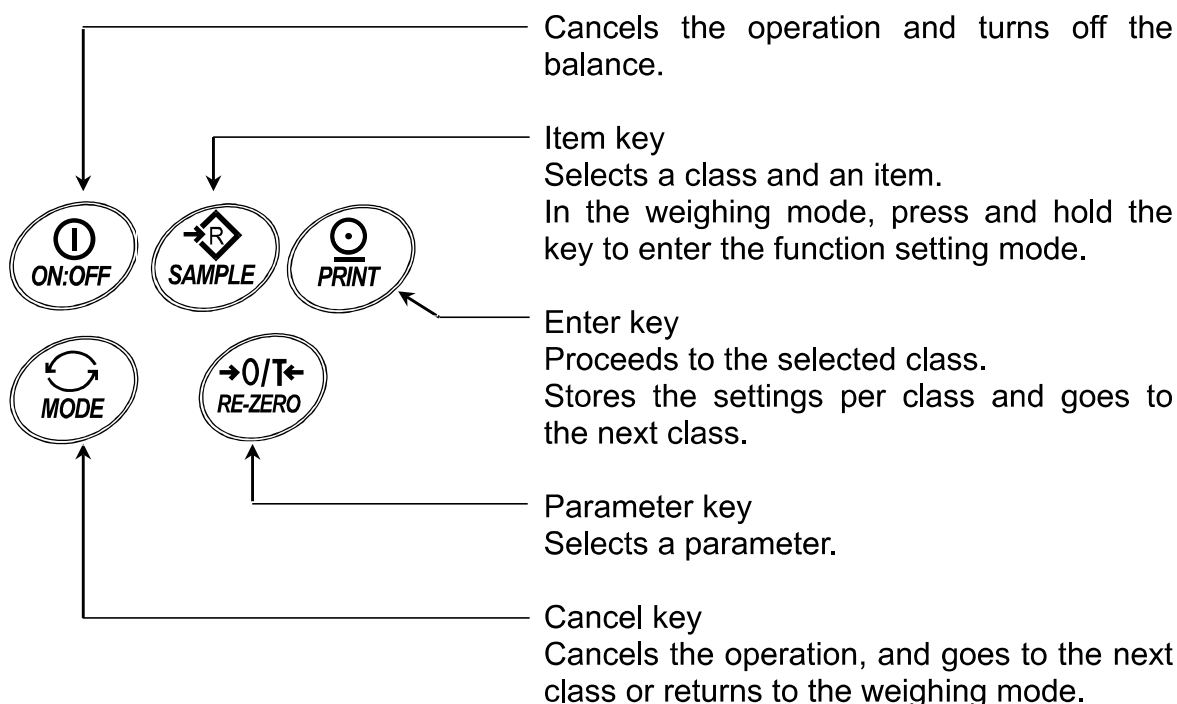 Cancels the operation and turns off the
balance.
Item key
Selects a class and an item.
In the weighing mode, press and hold the
key to enter the function setting mode.
ON:OFF
R
SAMPLE
PRINT
Enter key
Proceeds to the selected class.
Stores the settings per class and goes to
the next class.
MODE
→0/T←
RE-ZERO
Parameter key
Selects a parameter.
Cancel key
Cancels the operation, and goes to the next
class or returns to the weighing mode.